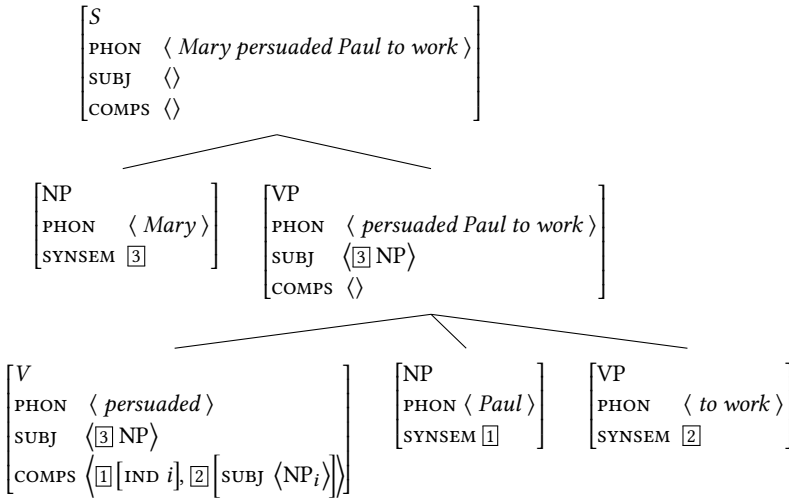 S
PHON ⟨ Mary persuaded Paul to work ⟩
SUBJ ⟨⟩
COMPS ⟨⟩
NP
PHON ⟨ Mary ⟩
SYNSEM 3
VP
PHON ⟨ persuaded Paul to work ⟩
SUBJ ⟨3 NP⟩
COMPS ⟨⟩
V
PHON ⟨ persuaded ⟩
SUBJ ⟨3 NP⟩
COMPS ⟨1[IND i], 2[SUBJ ⟨NPᵢ⟩]⟩
NP
PHON ⟨ Paul ⟩
SYNSEM 1
VP
PHON ⟨ to work ⟩
SYNSEM 2